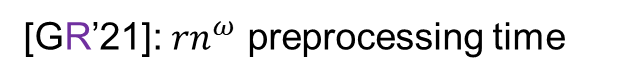 [GR’21]: 𝑟𝑛^𝜔 preprocessing time